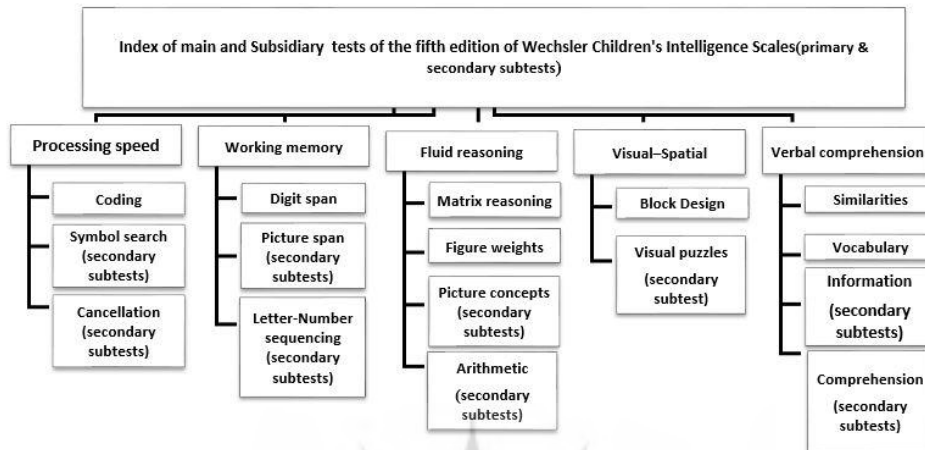 Index of main and Subsidiary tests of the fifth edition of Wechsler Children's Intelligence Scales(primary &
secondary subtests)
Processing speed
Coding
Symbol search
(secondary
subtests)
Cancellation
(secondary
subtests)
Working memory
Digit span
Picture span
(secondary
subtests)
Letter-Number
sequencing
(secondary
subtests)
Fluid reasoning
Matrix reasoning
Figure weights
Picture concepts
(secondary
subtests)
Arithmetic
(secondary
subtests)
Visual–Spatial
Block Design
Visual puzzles
(secondary
subtest)
Verbal comprehension
Similarities
Vocabulary
Information
(secondary
subtests)
Comprehension
(secondary
subtests)